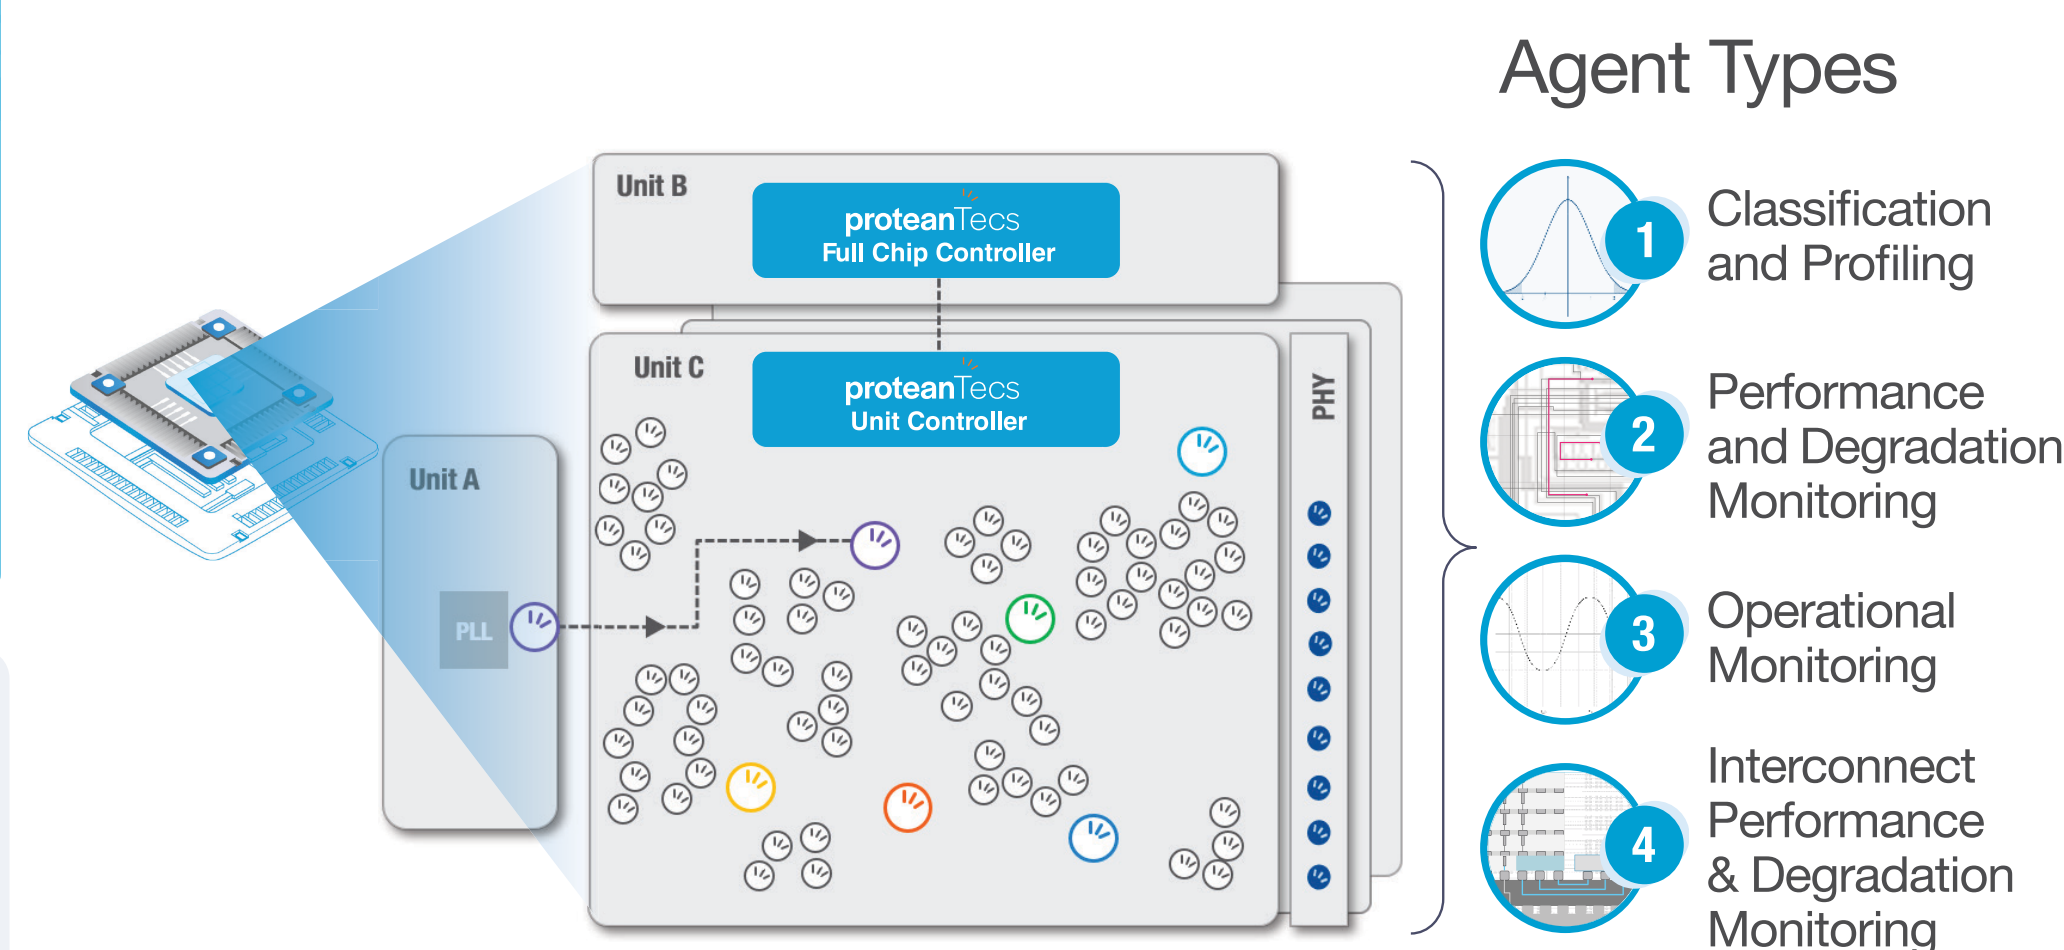 Agent Types
Unit B
proteanTecs
Full Chip Controller
Unit C
proteanTecs
Unit Controller
PHY
Unit A
PLL
1
Classification
and Profiling
2
Performance
and Degradation
Monitoring
3
Operational
Monitoring
4
Interconnect
Performance
& Degradation
Monitoring